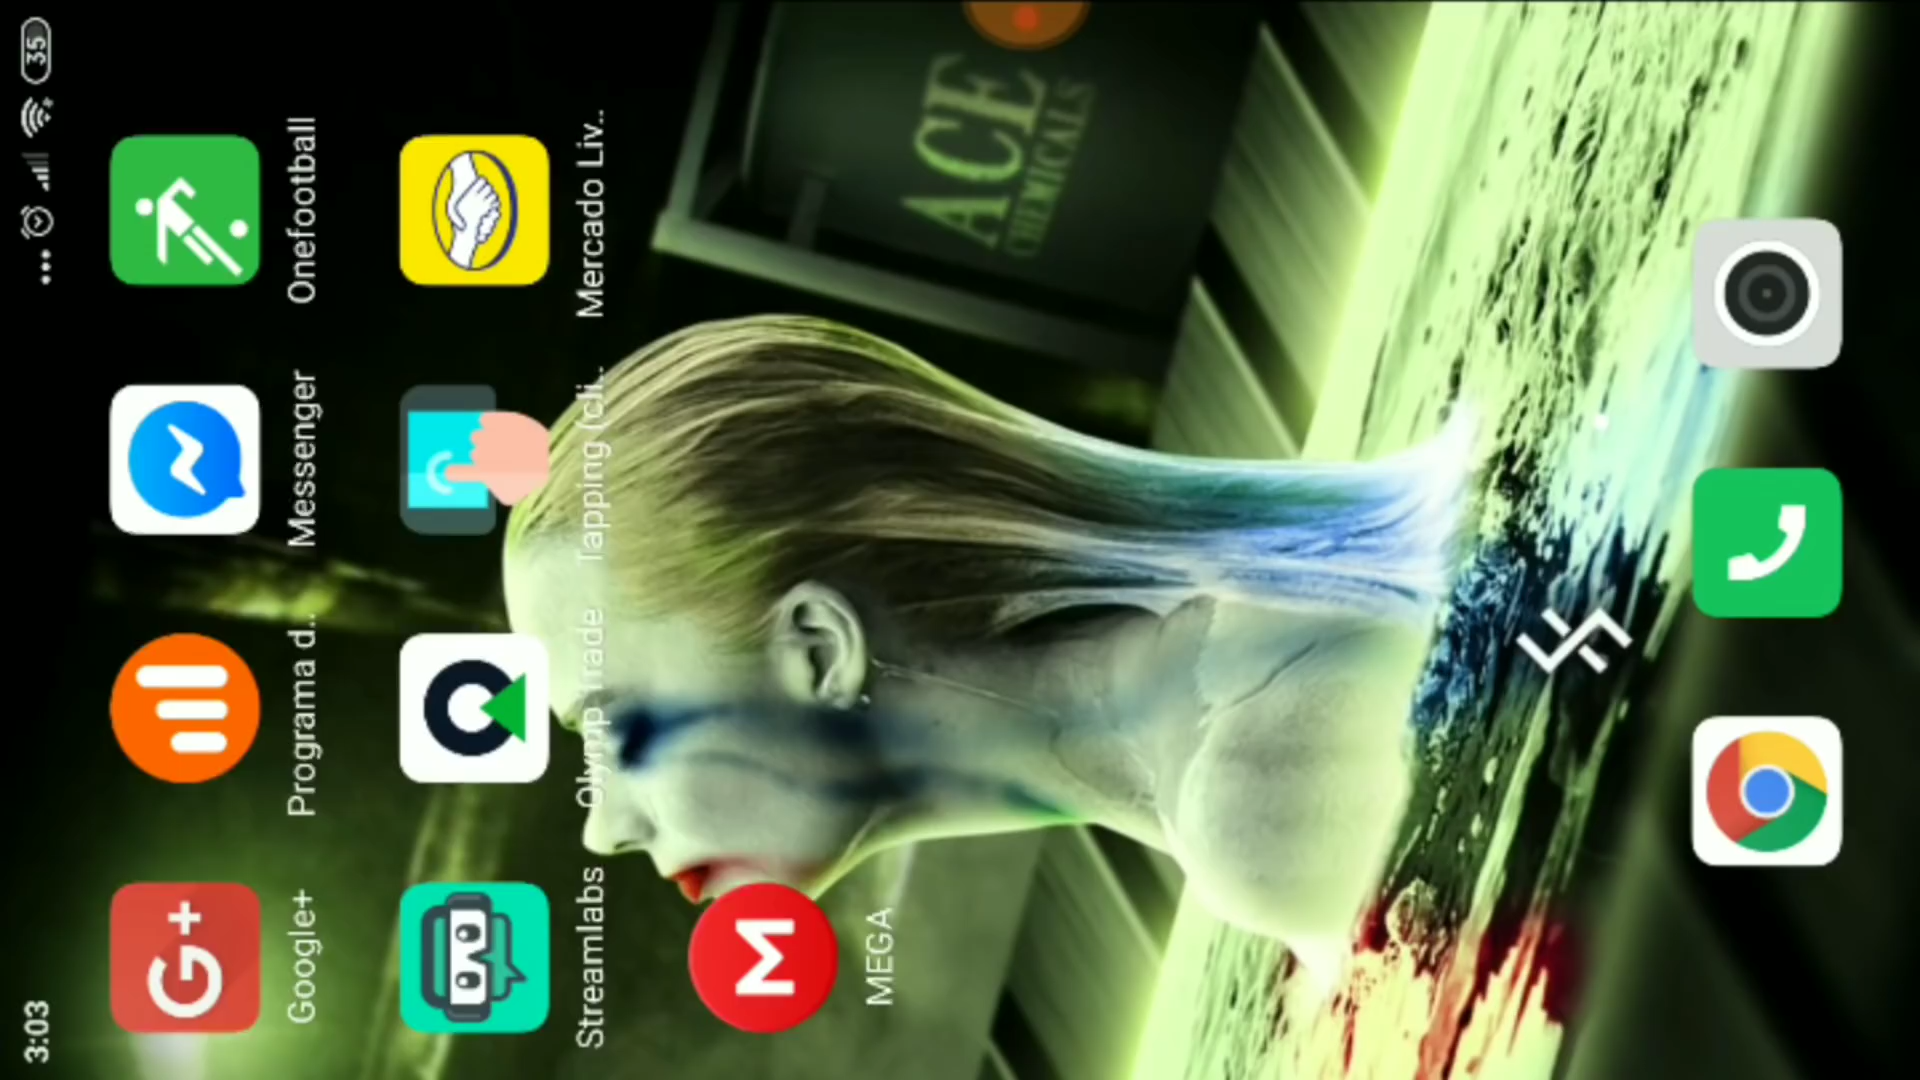 3:03
35
Google+
Programa d..
Messenger
Onefootball
Streamlabs
Olymp Trade
Tapping (cli..
Mercado Liv..
MEGA
ACE
CHEMICALS